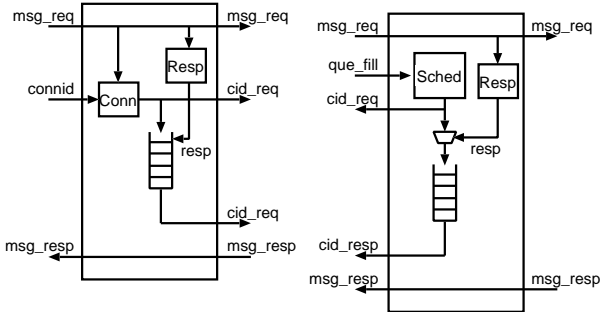 msg_req
msg_req
Resp
connid
Conn
cid_req
resp
cid_req
msg_resp
msg_resp
msg_req
msg_req
que_fill
Sched
Resp
cid_req
resp
cid_resp
msg_resp
msg_resp